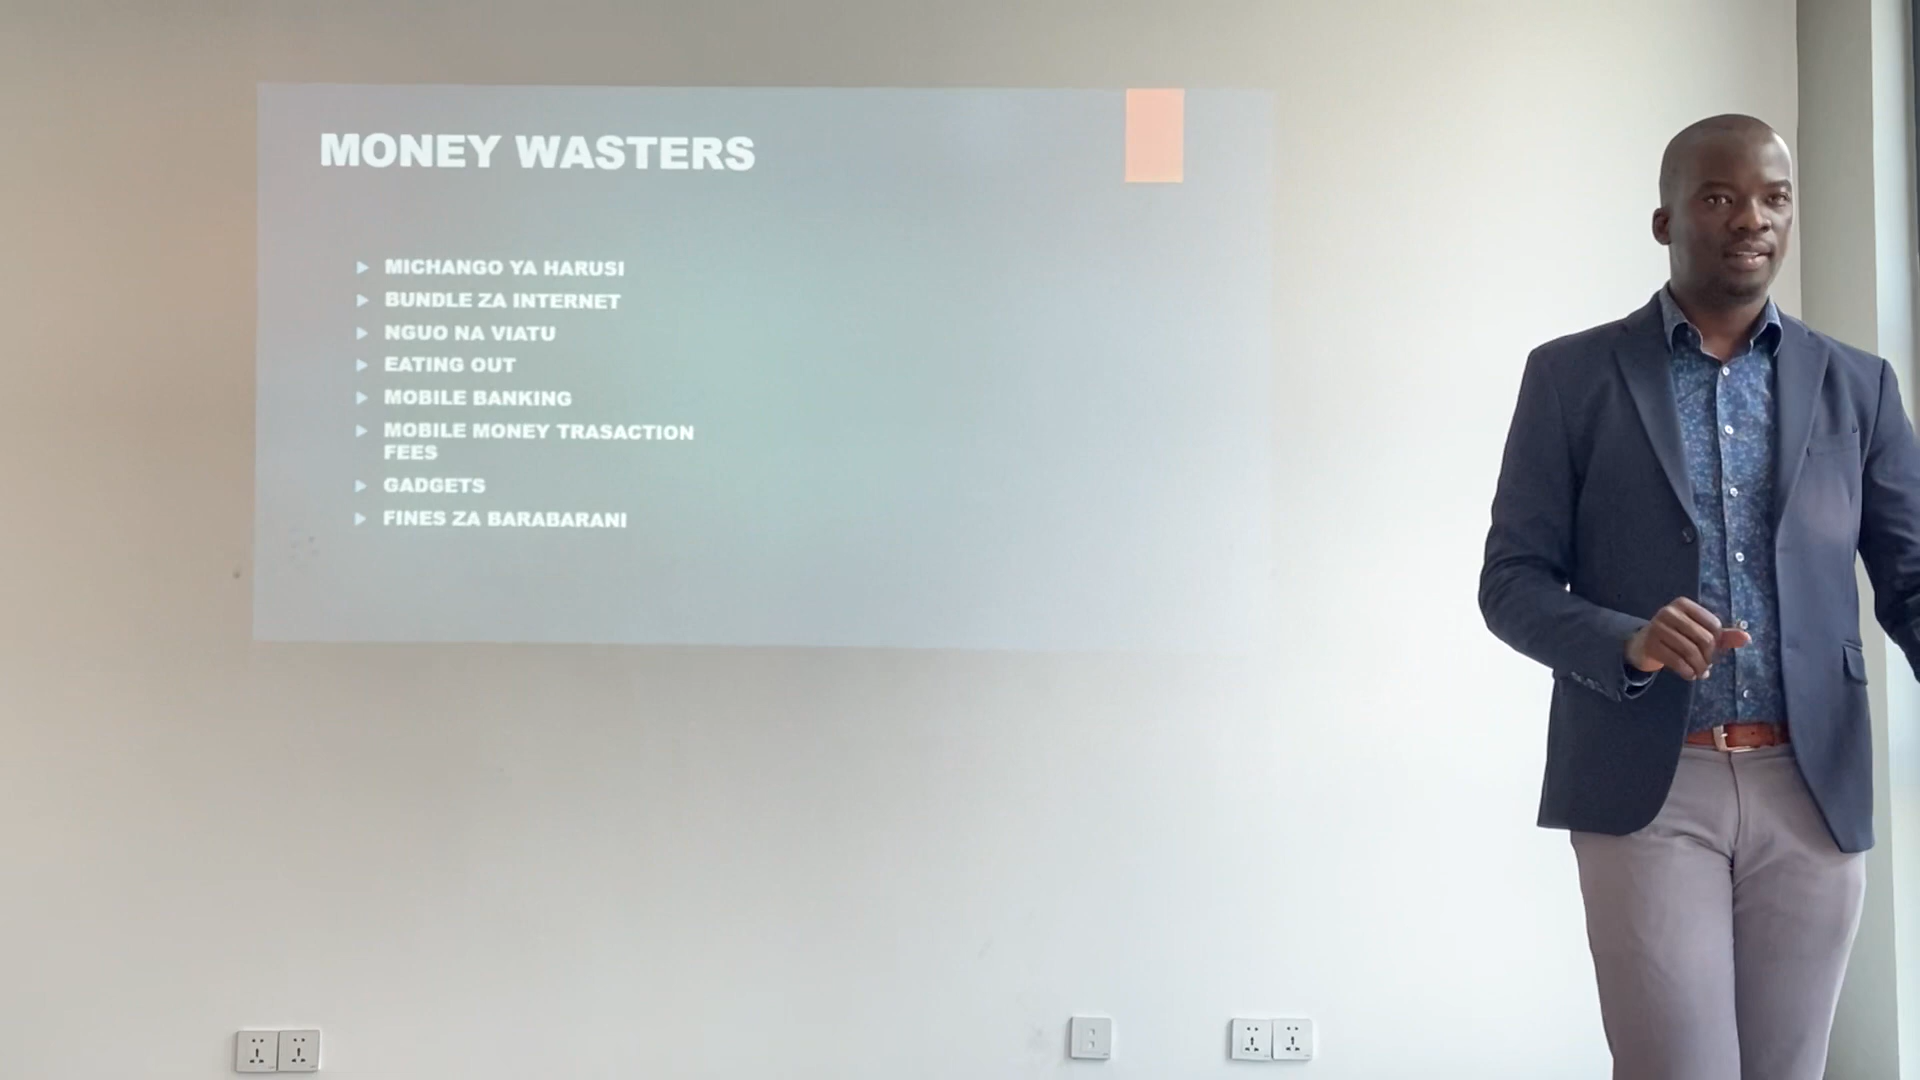 MONEY WASTERS
MICHANGO YA HARUSI
BUNDLE ZA INTERNET
NGUO NA VIATU
EATING OUT
MOBILE BANKING
MOBILE MONEY TRASACTION
FEES
GADGETS
FINES ZA BARABARANI